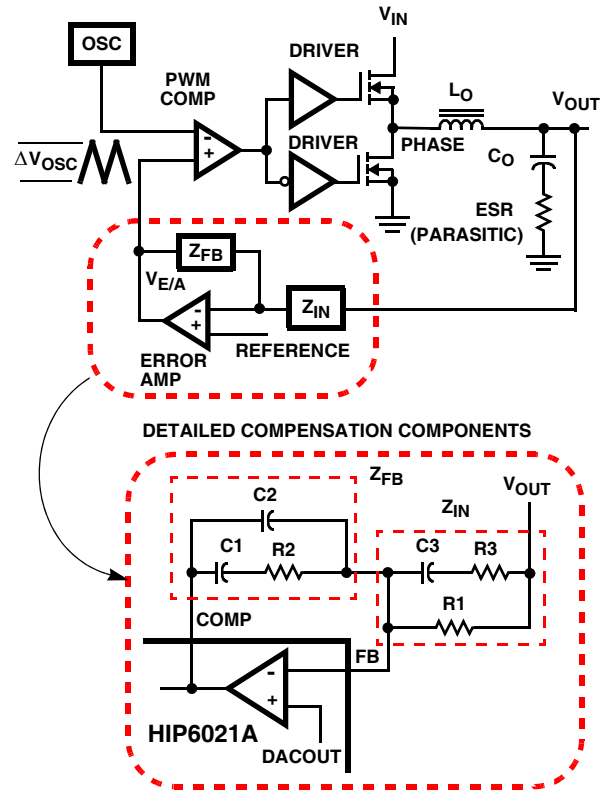 OSC
PWM
COMP
DRIVER
V_IN
L_O
V_OUT
-
+
DRIVER
PHASE
C_O
ΔV_OSC
ESR
(PARASITIC)
Z_FB
V_E/A
Z_IN
-
+
REFERENCE
ERROR
AMP
DETAILED COMPENSATION COMPONENTS
Z_FB
V_OUT
C2
Z_IN
C1
R2
C3
R3
R1
COMP
FB
-
+
HIP6021A
DACOUT